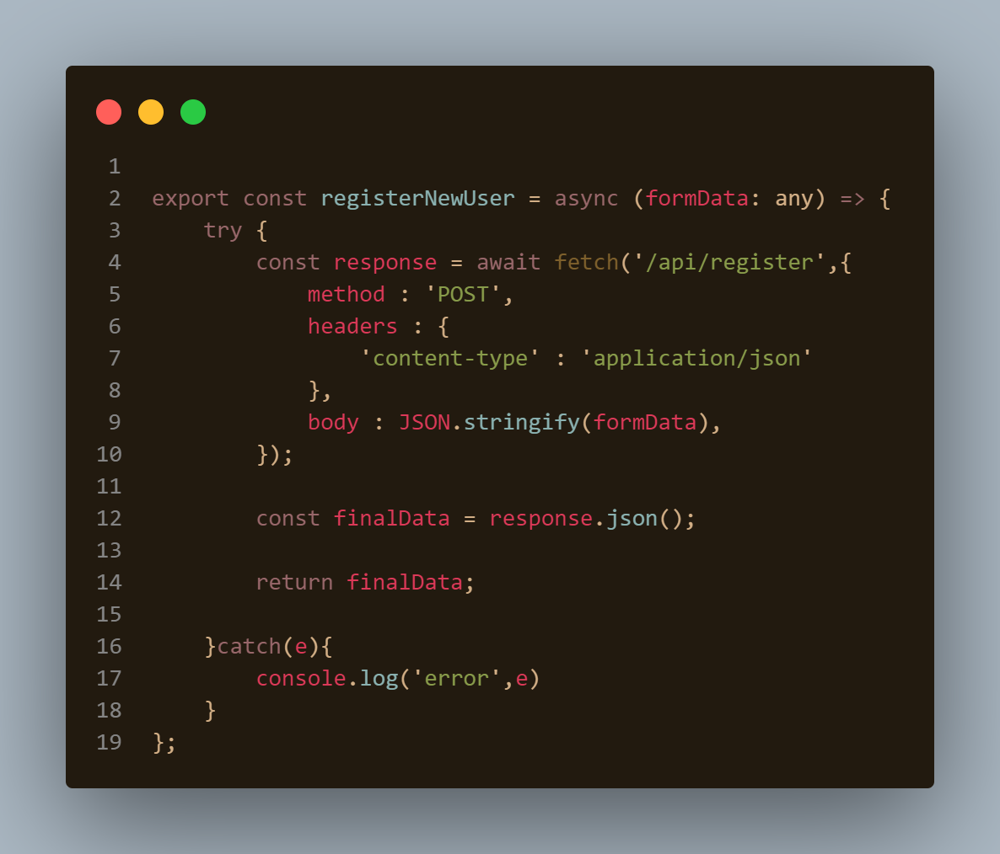 1
2 export const registerNewUser = async (formData: any) => {
3     try {
4         const response = await fetch('/api/register',{
5             method : 'POST',
6             headers : {
7                 'content-type' : 'application/json'
8             },
9             body : JSON.stringify(formData),
10         });
11
12         const finalData = response.json();
13
14         return finalData;
15
16     }catch(e){
17         console.log('error',e)
18     }
19 };